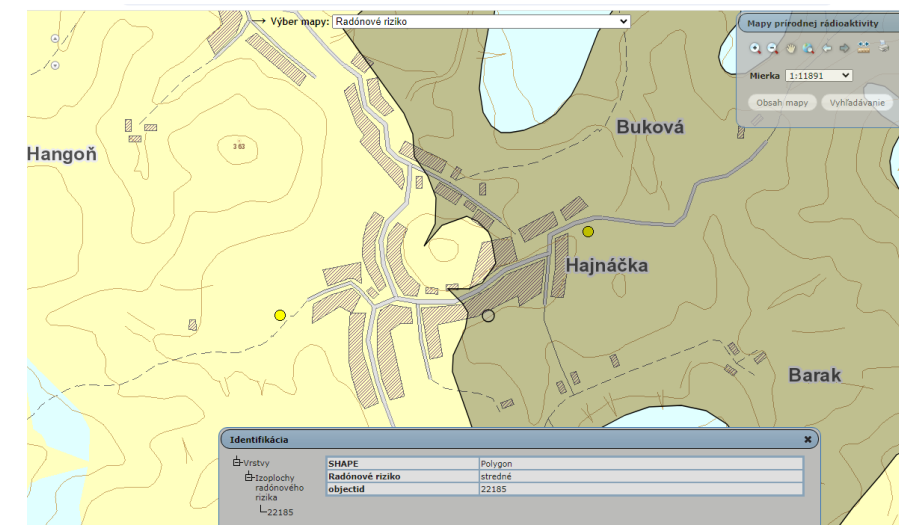 Výber mapy: Radónové riziko
Mapy prírodnej rádioaktivity
Mierka 1:11891
Obsah mapy Vyhľadávanie
Buková
363
Hangoň
Hajnáčka
Barak
Identifikácia
Vrstvy
Izoplochy
radónového
rizika
22185
SHAPE Polygon
Radónové riziko stredné
objectid 22185